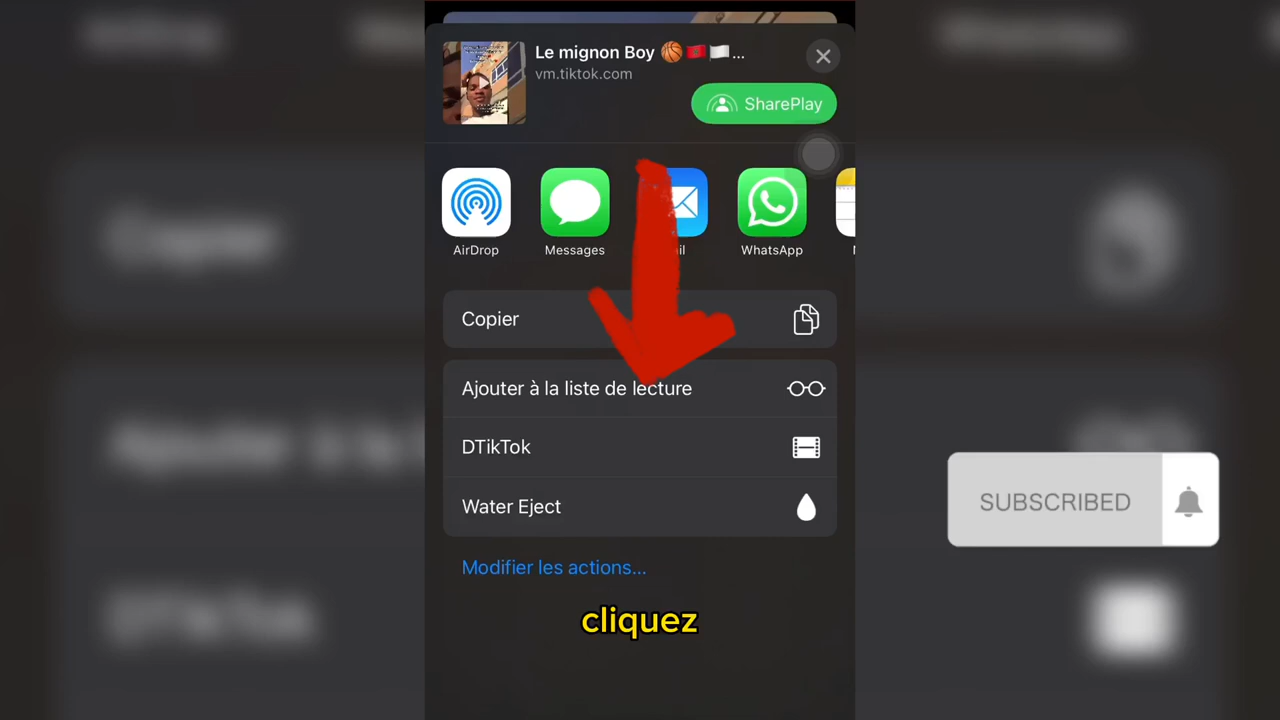 Le mignon Boy 🏀🇲🇦🏳️...
vm.tiktok.com
SharePlay
AirDrop
Messages
WhatsApp
Copier
Ajouter à la liste de lecture
DTikTok
Water Eject
Modifier les actions...
cliquez
SUBSCRIBED